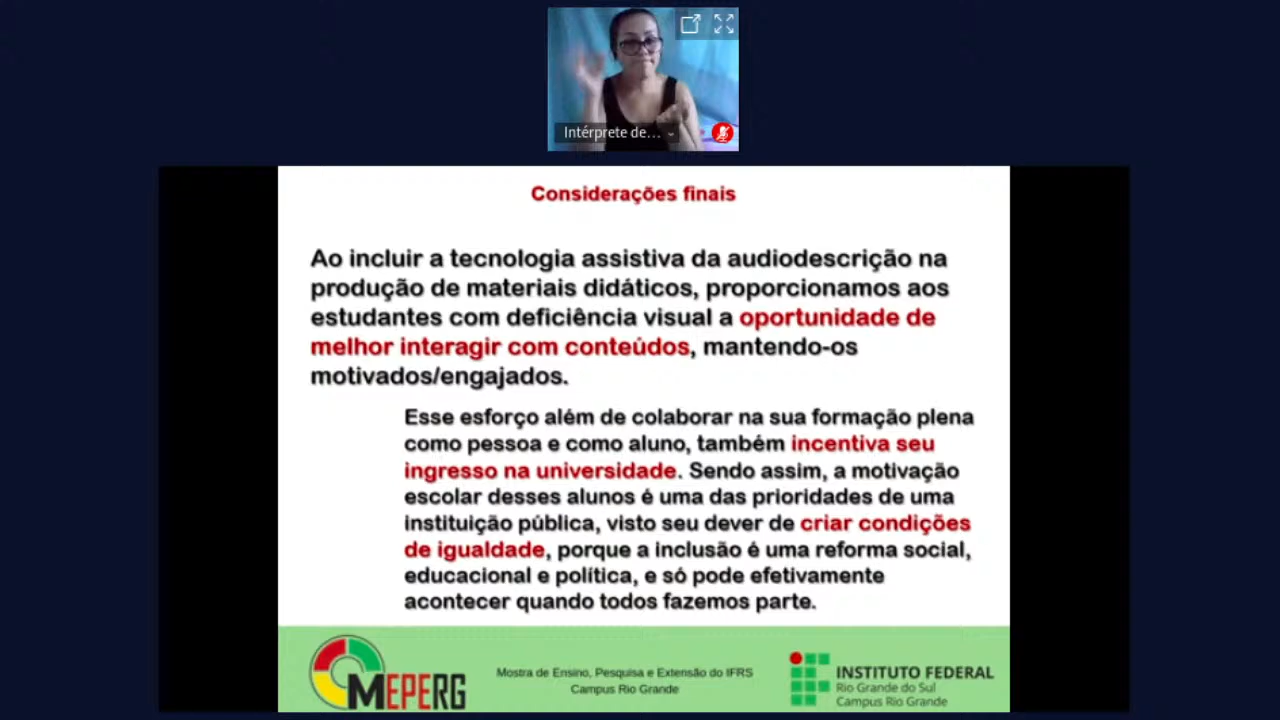 Intérprete de...
Considerações finais
Ao incluir a tecnologia assistiva da audiodescrição na
produção de materiais didáticos, proporcionamos aos
estudantes com deficiência visual a oportunidade de
melhor interagir com conteúdos, mantendo-os
motivados/engajados.
Esse esforço além de colaborar na sua formação plena
como pessoa e como aluno, também incentiva seu
ingresso na universidade. Sendo assim, a motivação
escolar desses alunos é uma das prioridades de uma
instituição pública, visto seu dever de criar condições
de igualdade, porque a inclusão é uma reforma social,
educacional e política, e só pode efetivamente
acontecer quando todos fazemos parte.
MEPERG
Mostra de Ensino, Pesquisa e Extensão do IFRS
Campus Rio Grande
INSTITUTO FEDERAL
Rio Grande do Sul
Campus Rio Grande